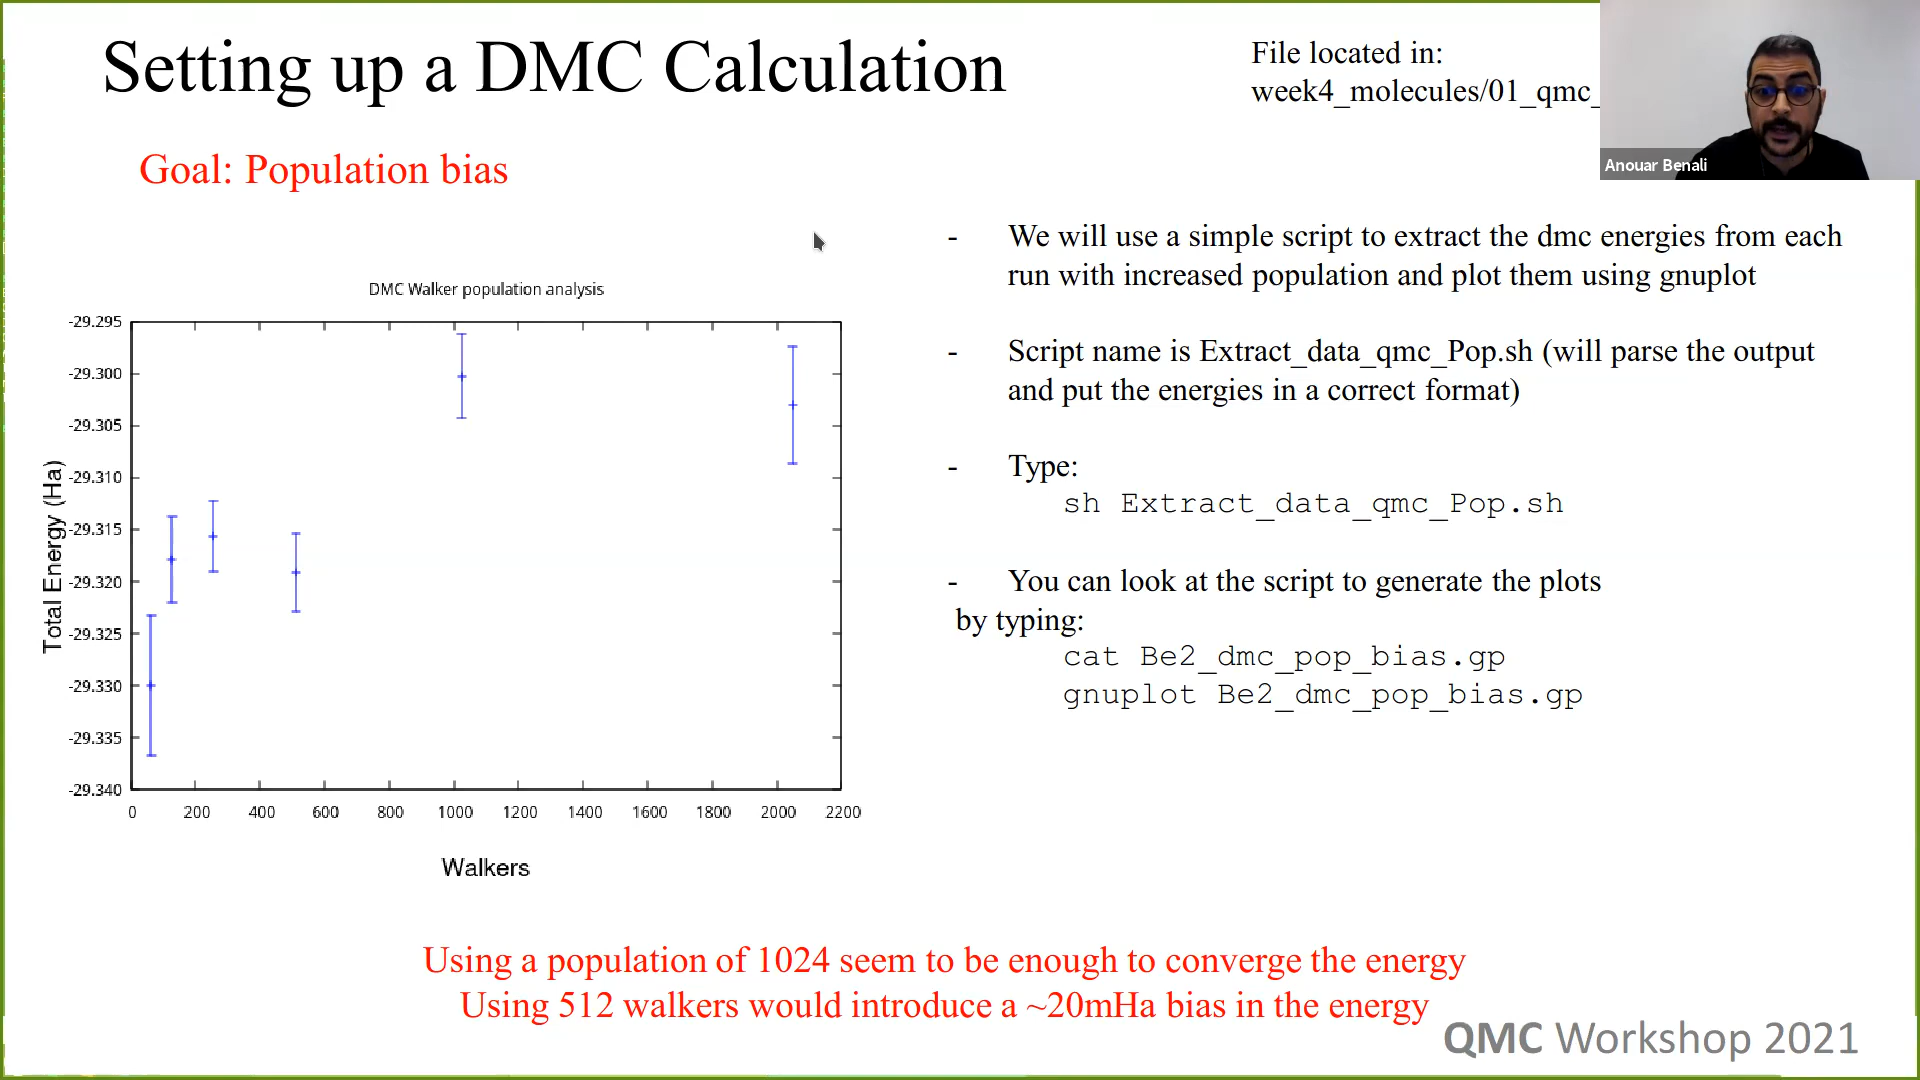 Setting up a DMC Calculation
File located in:
week4_molecules/01_qmc_
Anouar Benali
Goal: Population bias
DMC Walker population analysis
-29.295
-29.300
-29.305
-29.310
-29.315
-29.320
-29.325
-29.330
-29.335
-29.340
Total Energy (Ha)
0 200 400 600 800 1000 1200 1400 1600 1800 2000 2200
Walkers
- We will use a simple script to extract the dmc energies from each
run with increased population and plot them using gnuplot
- Script name is Extract_data_qmc_Pop.sh (will parse the output
and put the energies in a correct format)
- Type:
sh Extract_data_qmc_Pop.sh
- You can look at the script to generate the plots
by typing:
cat Be2_dmc_pop_bias.gp
gnuplot Be2_dmc_pop_bias.gp
Using a population of 1024 seem to be enough to converge the energy
Using 512 walkers would introduce a ~20mHa bias in the energy
QMC Workshop 2021